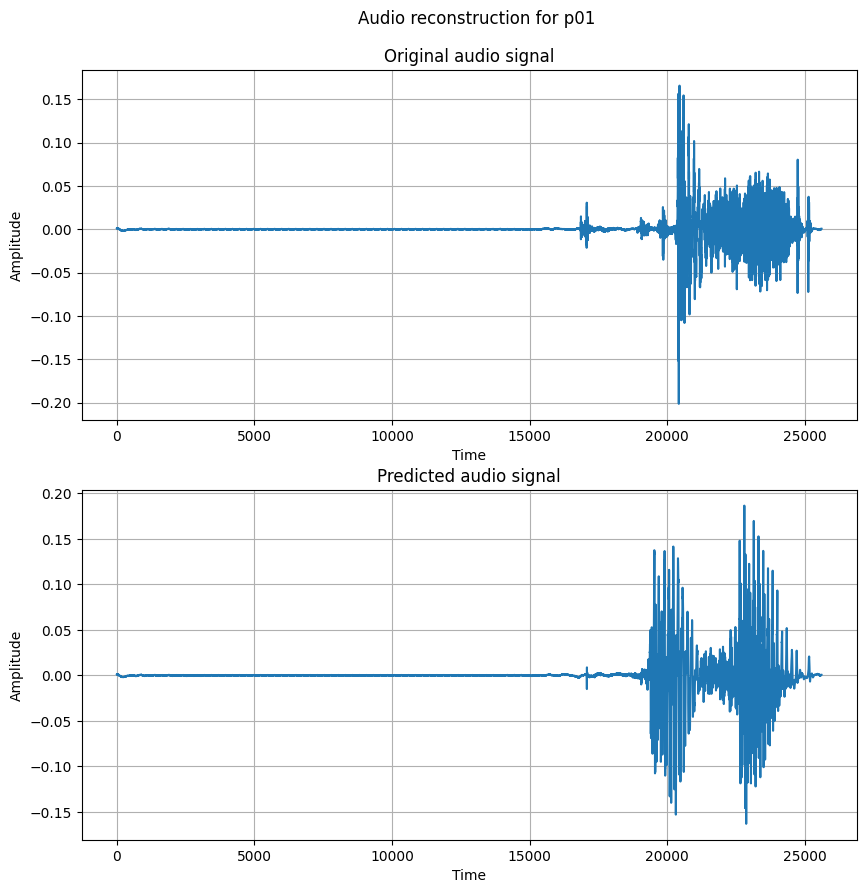 Audio reconstruction for p01
Original audio signal
0.15
0.10
0.05
0.00
−0.05
−0.10
−0.15
−0.20
Amplitude
0 5000 10000 15000 20000 25000
Time
Predicted audio signal
0.20
0.15
0.10
0.05
0.00
−0.05
−0.10
−0.15
Amplitude
0 5000 10000 15000 20000 25000
Time